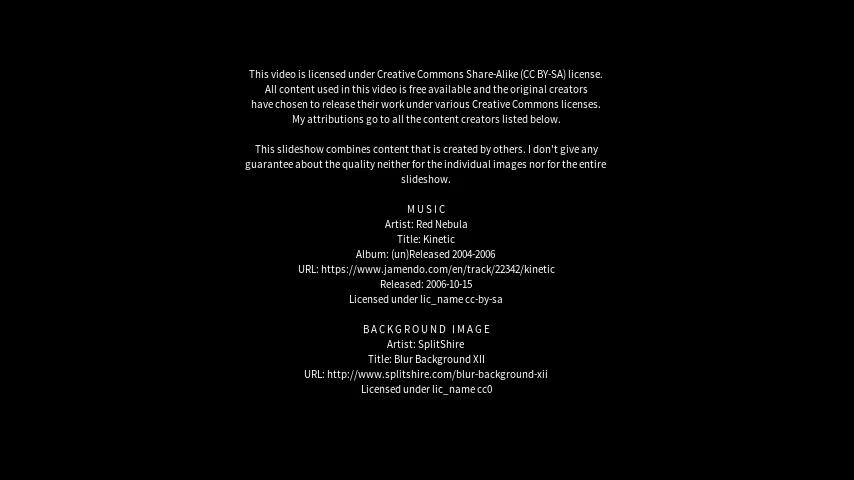 This video is licensed under Creative Commons Share-Alike (CC BY-SA) license.
All content used in this video is free available and the original creators
have chosen to release their work under various Creative Commons licenses.
My attributions go to all the content creators listed below.
This slideshow combines content that is created by others. I don't give any
guarantee about the quality neither for the individual images nor for the entire
slideshow.
MUSIC
Artist: Red Nebula
Title: Kinetic
Album: (un)Released 2004-2006
URL: https://www.jamendo.com/en/track/22342/kinetic
Released: 2006-10-15
Licensed under lic_name cc-by-sa
BACKGROUND IMAGE
Artist: SplitShire
Title: Blur Background XII
URL: http://www.splitshire.com/blur-background-xii
Licensed under lic_name cc0